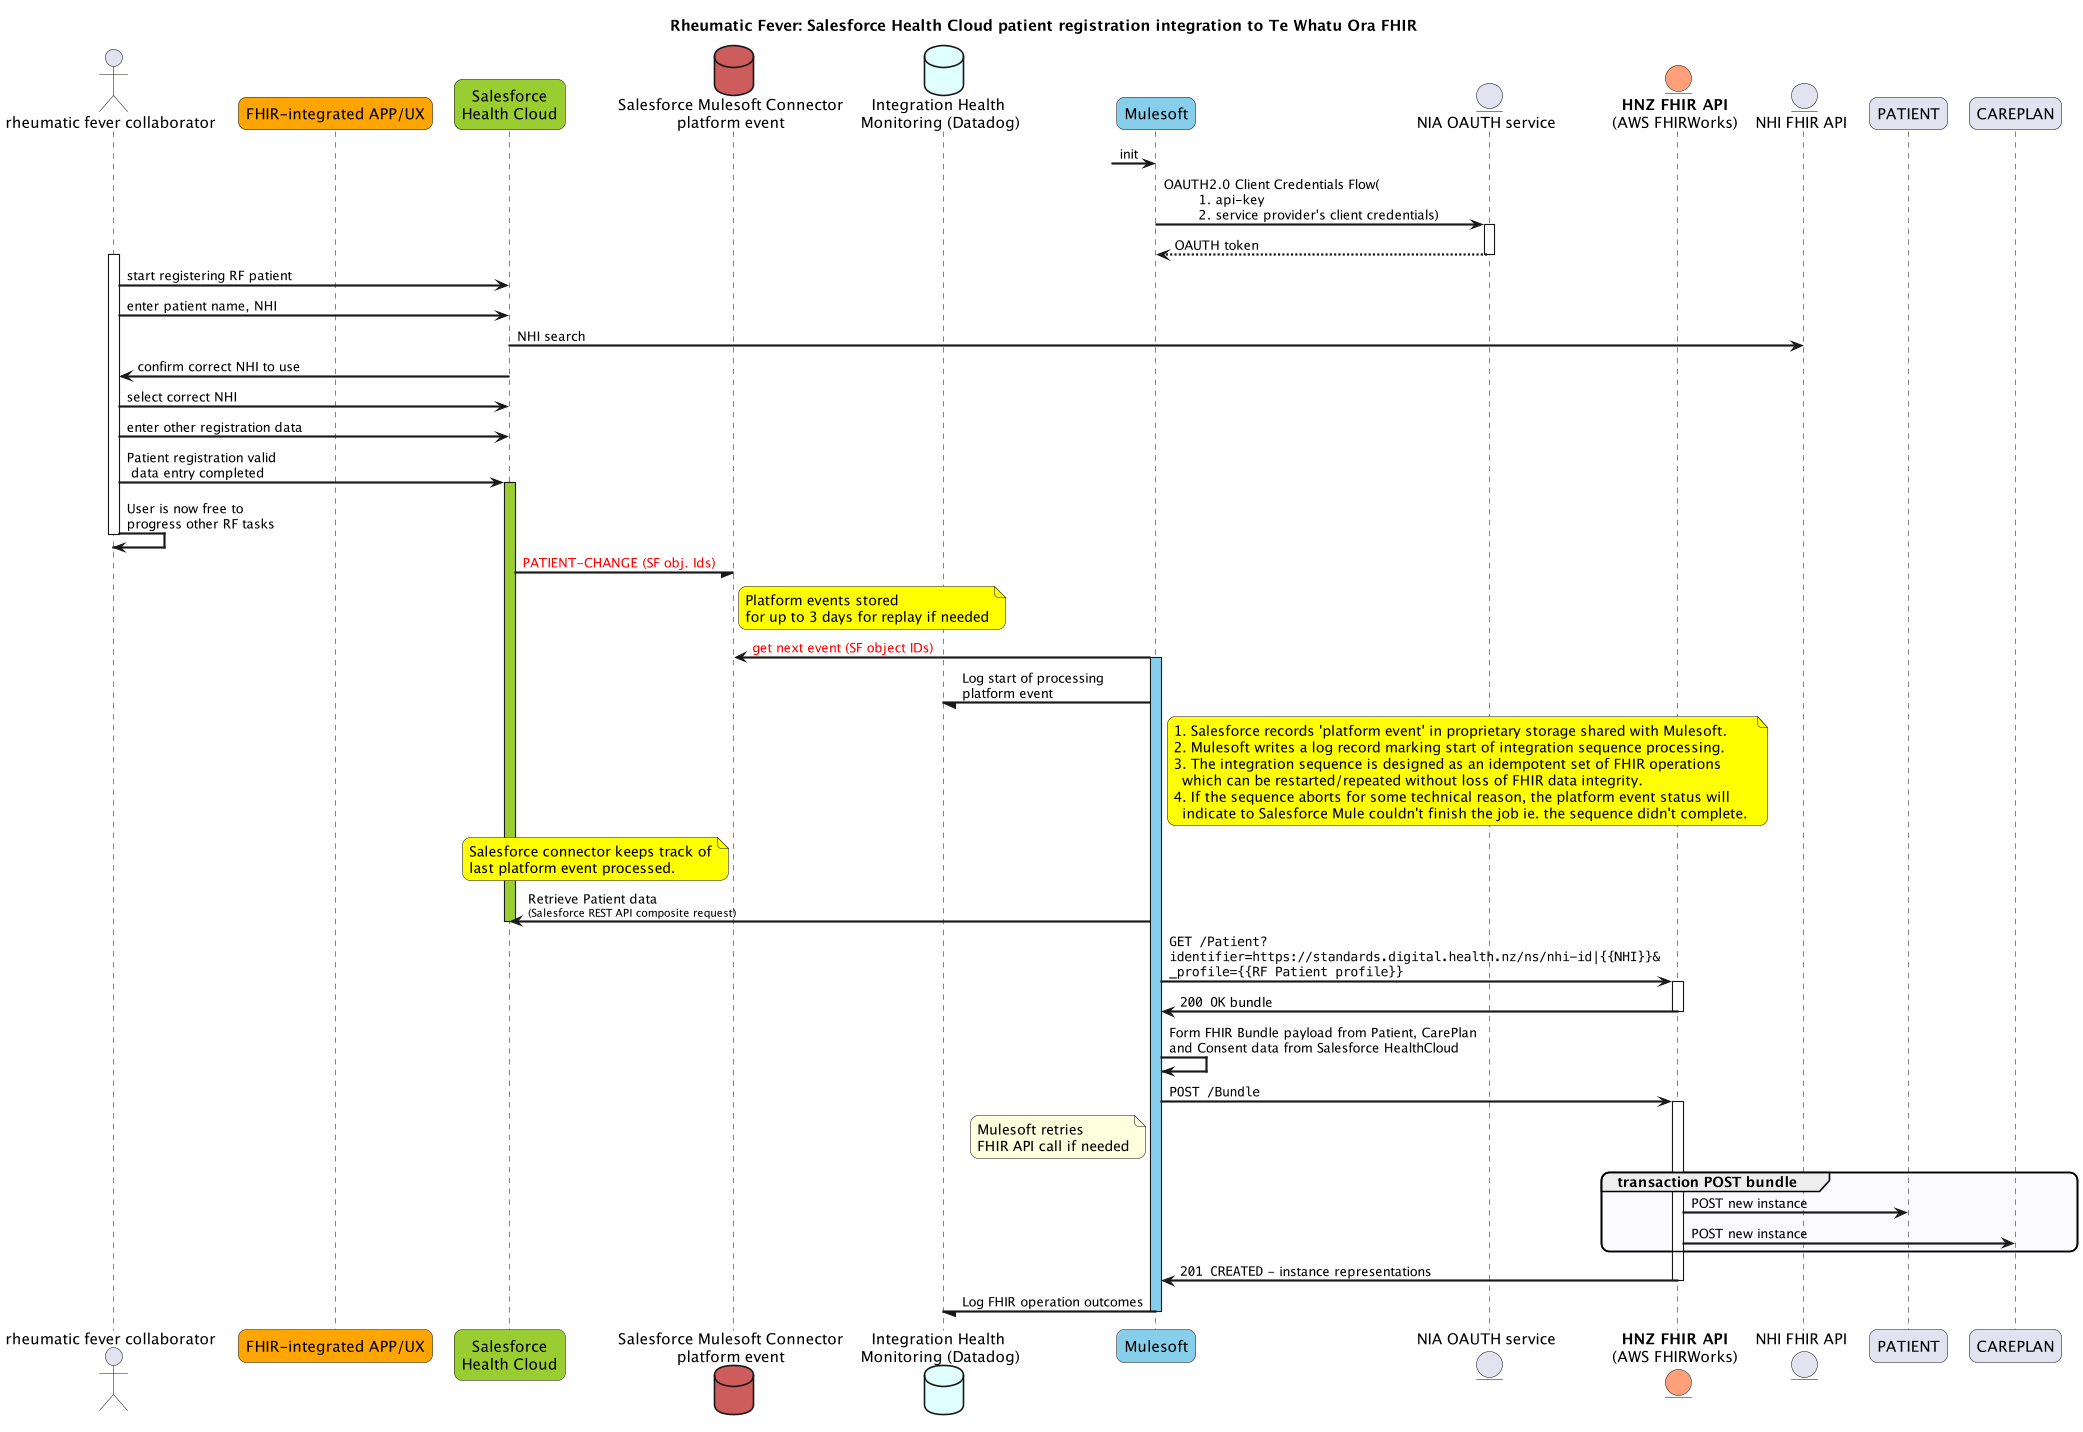 Rheumatic Fever: Salesforce Health Cloud patient registration integration to Te Whatu Ora FHIR
rheumatic fever collaborator
FHIR-integrated APP/UX
Salesforce
Health Cloud
Salesforce Mulesoft Connector
platform event
Integration Health
Monitoring (Datadog)
Mulesoft
NIA OAUTH service
HNZ FHIR API
(AWS FHIRWorks)
NHI FHIR API
PATIENT
CAREPLAN
init
OAUTH2.0 Client Credentials Flow(
1. api-key
2. service provider's client credentials)
OAUTH token
start registering RF patient
enter patient name, NHI
NHI search
confirm correct NHI to use
select correct NHI
enter other registration data
Patient registration valid
data entry completed
User is now free to
progress other RF tasks
PATIENT-CHANGE (SF obj. Ids)
Platform events stored
for up to 3 days for replay if needed
get next event (SF object IDs)
Log start of processing
platform event
1. Salesforce records 'platform event' in proprietary storage shared with Mulesoft.
2. Mulesoft writes a log record marking start of integration sequence processing.
3. The integration sequence is designed as an idempotent set of FHIR operations
which can be restarted/repeated without loss of FHIR data integrity.
4. If the sequence aborts for some technical reason, the platform event status will
indicate to Salesforce Mule couldn't finish the job ie. the sequence didn't complete.
Salesforce connector keeps track of
last platform event processed.
Retrieve Patient data
(Salesforce REST API composite request)
GET /Patient?
identifier=https://standards.digital.health.nz/ns/nhi-id|{{NHI}}&
_profile={{RF Patient profile}}
200 OK bundle
Form FHIR Bundle payload from Patient, CarePlan
and Consent data from Salesforce HealthCloud
POST /Bundle
Mulesoft retries
FHIR API call if needed
transaction POST bundle
POST new instance
POST new instance
201 CREATED - instance representations
Log FHIR operation outcomes
rheumatic fever collaborator
FHIR-integrated APP/UX
Salesforce
Health Cloud
Salesforce Mulesoft Connector
platform event
Integration Health
Monitoring (Datadog)
Mulesoft
NIA OAUTH service
HNZ FHIR API
(AWS FHIRWorks)
NHI FHIR API
PATIENT
CAREPLAN